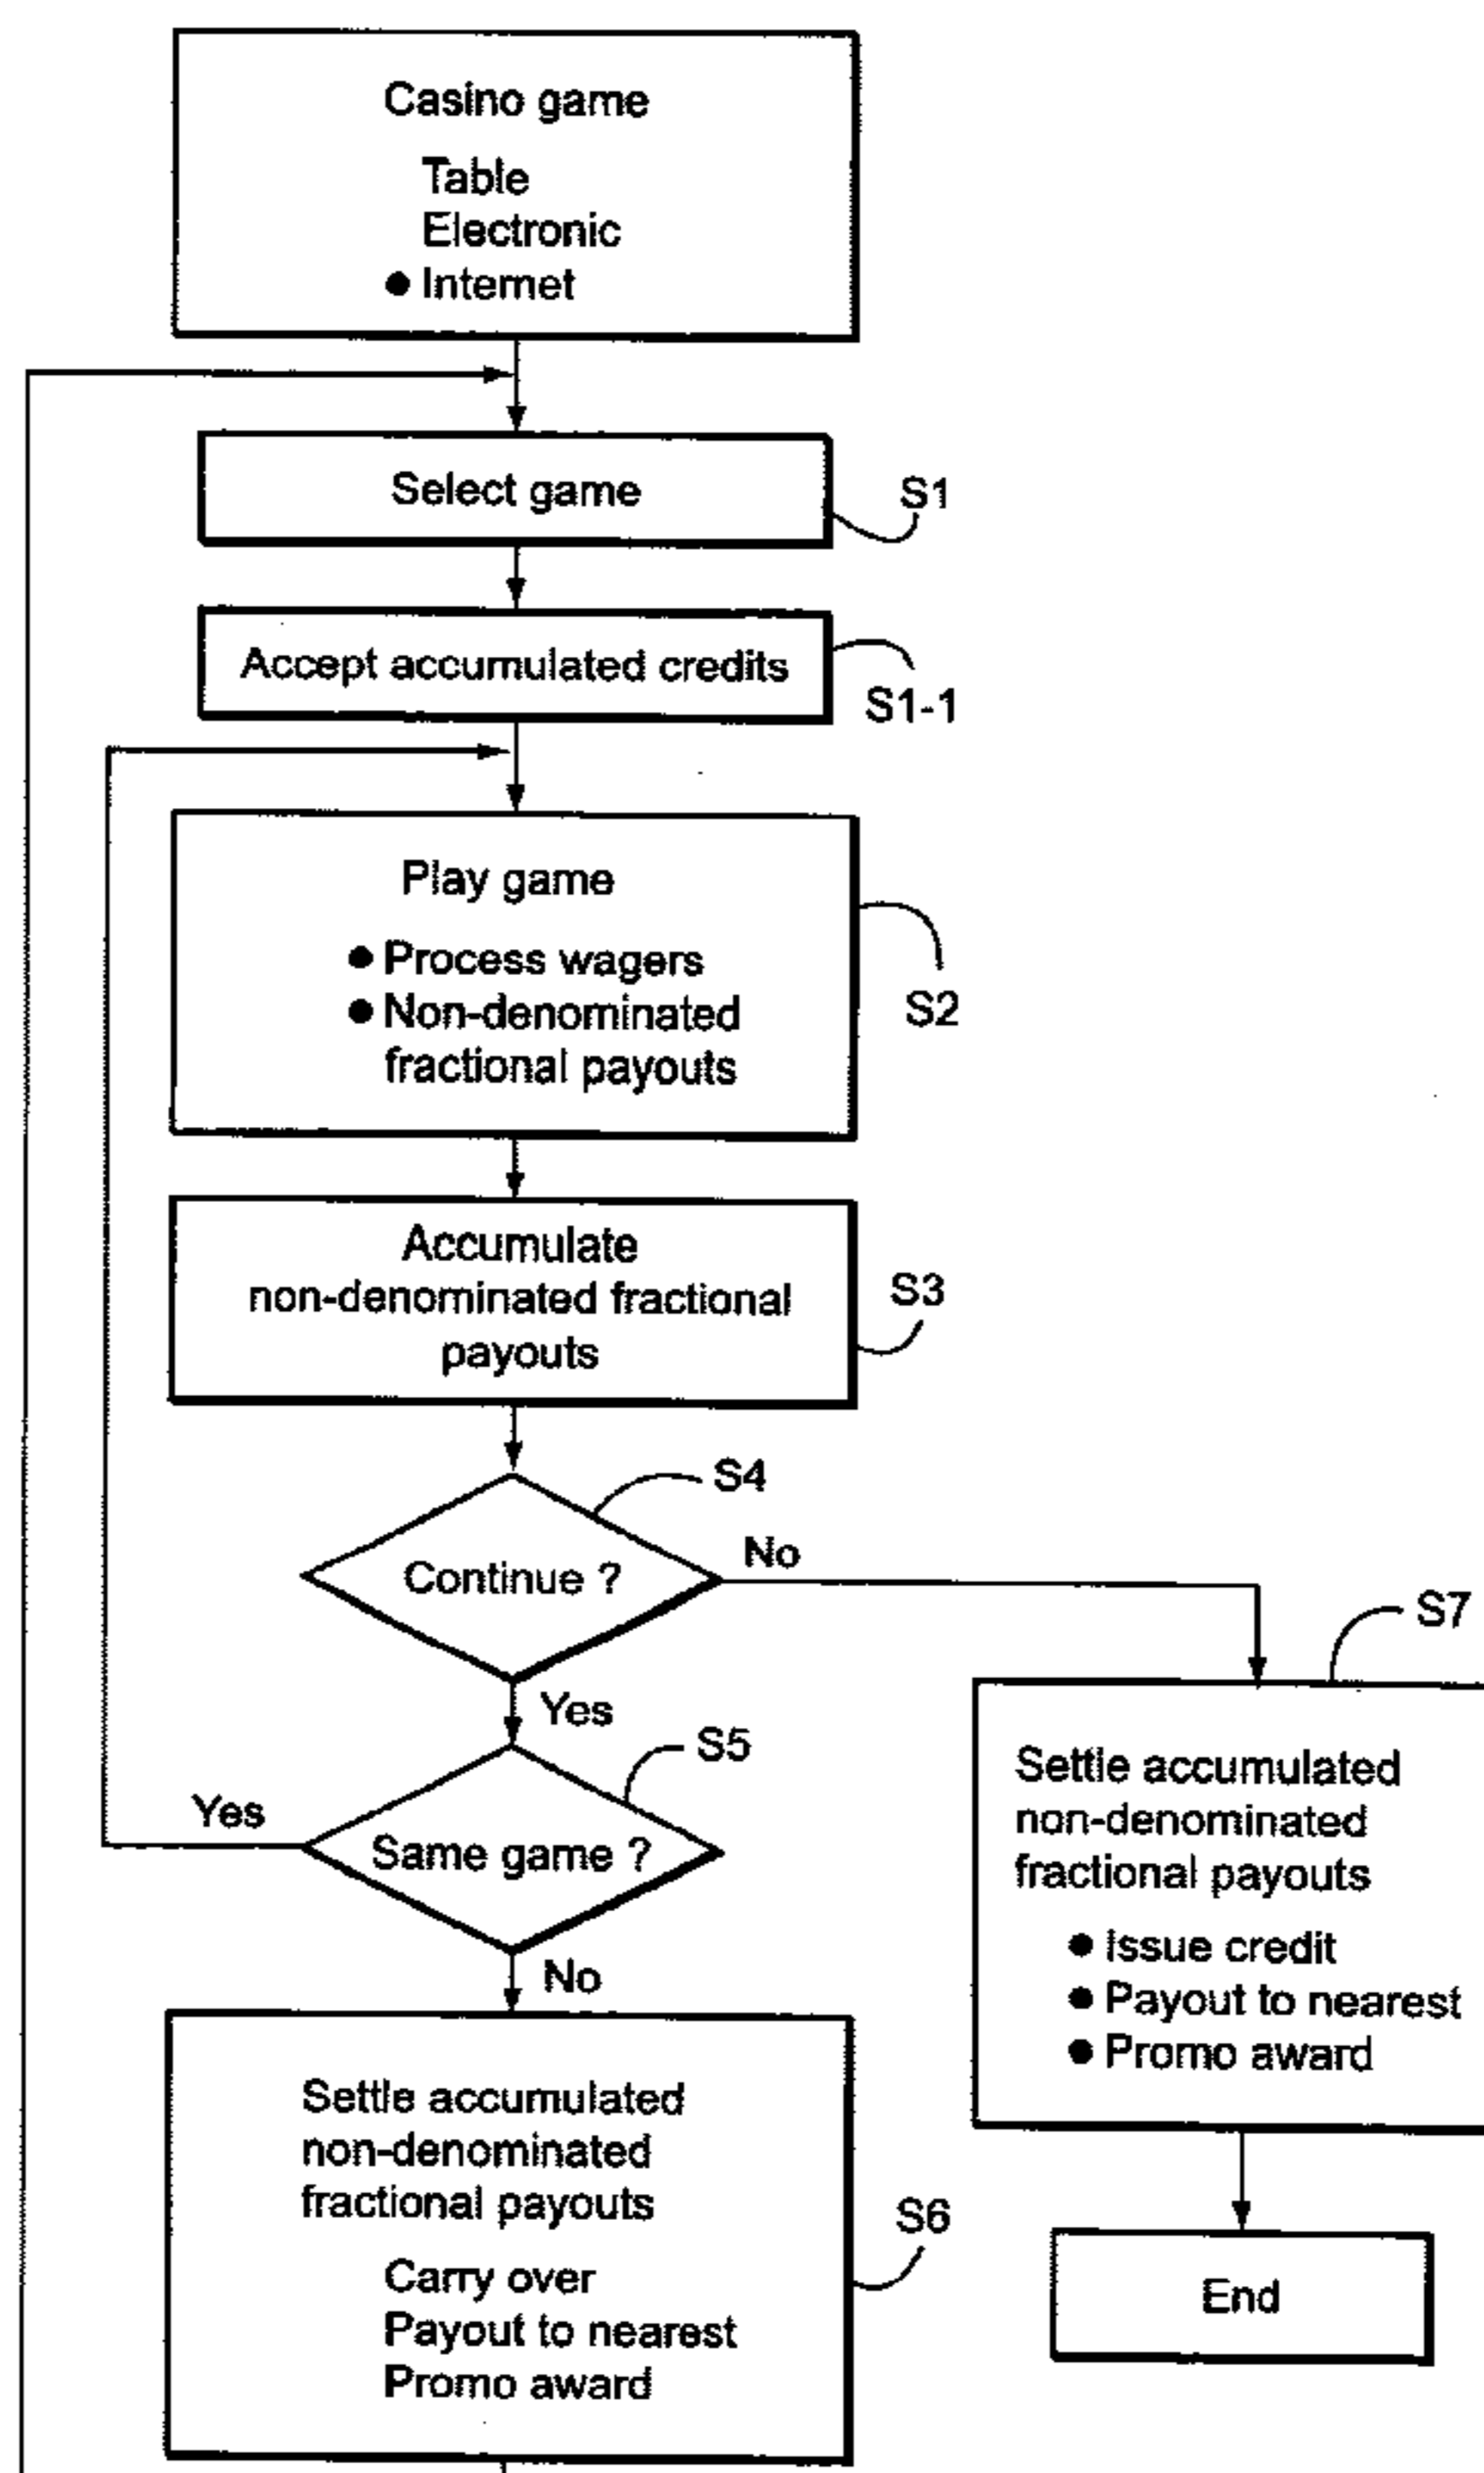 Casino game
Table
Electronic
● Internet
Select game
S1
Accept accumulated credits
S1-1
Play game
● Process wagers
● Non-denominated
fractional payouts
S2
Accumulate
non-denominated fractional
payouts
S3
S4
Continue ?
No
Yes
S7
S5
Same game ?
Yes
No
Settle accumulated
non-denominated
fractional payouts
● Issue credit
● Payout to nearest
● Promo award
Settle accumulated
non-denominated
fractional payouts
Carry over
Payout to nearest
Promo award
S6
End